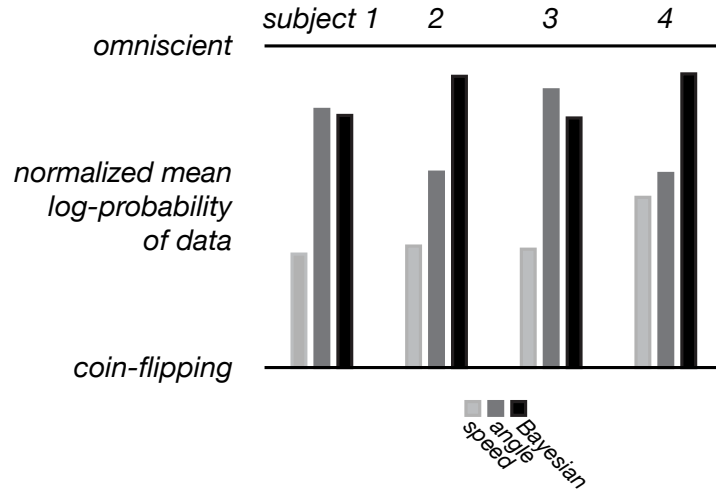 subject 1 2 3 4
omniscient
normalized mean
log-probability
of data
coin-flipping
speed
angle
Bayesian